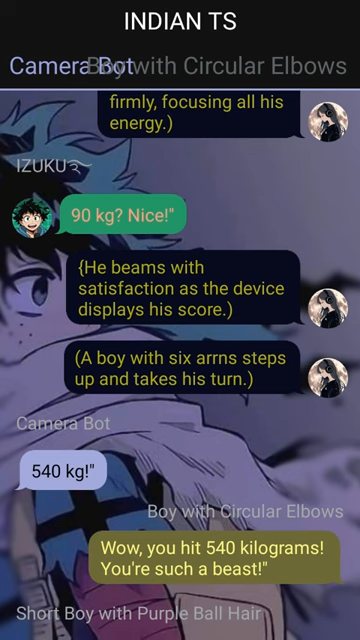 INDIAN TS
Camera Bot
Boy with Circular Elbows
firmly, focusing all his
energy.)
IZUKU
90 kg? Nice!"
{He beams with
satisfaction as the device
displays his score.)
(A boy with six arrns steps
up and takes his turn.)
Camera Bot
540 kg!"
Boy with Circular Elbows
Wow, you hit 540 kilograms!
You're such a beast!"
Short Boy with Purple Ball Hair